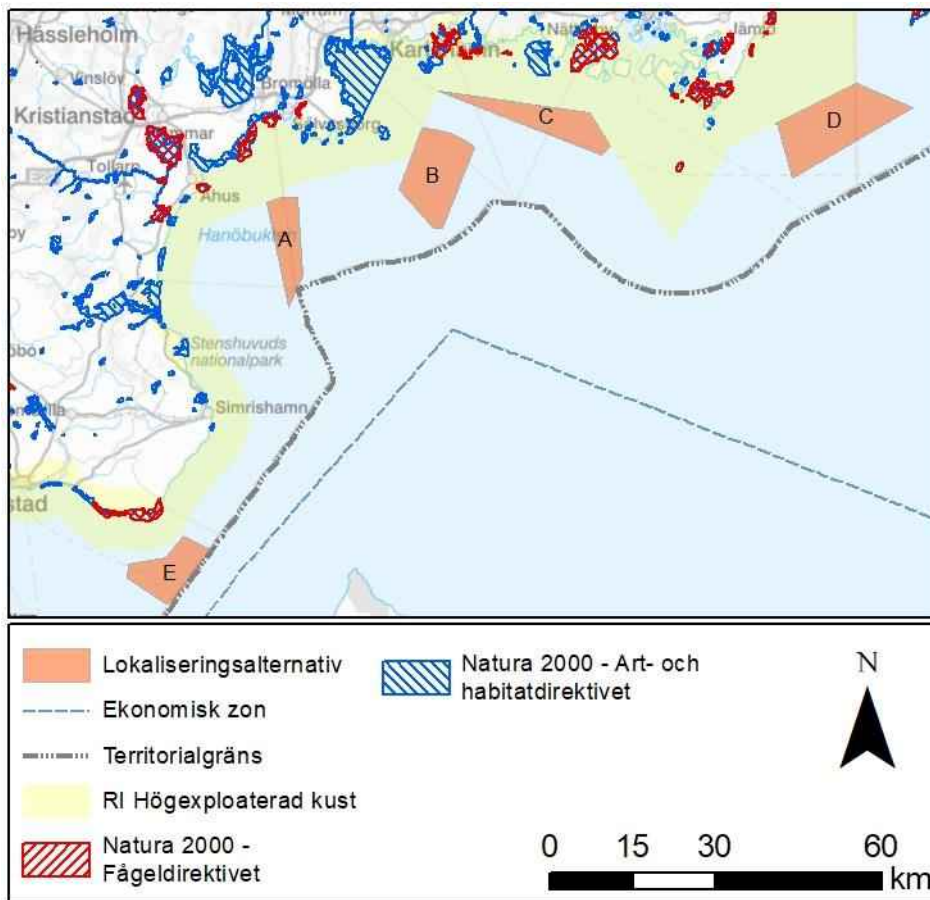 Hässleholm
Vinslöv
Kristianstad
Tollarp
Bromölla
Åhus
A
B
C
D
Hanöbukten
Stenshuvuds
nationalpark
Simrishamn
E
Lokaliseringsalternativ
Ekonomisk zon
Territorialgräns
RI Högexploaterad kust
Natura 2000 -
Fågeldirektivet
Natura 2000 - Art- och
habitatdirektivet
N
0 15 30 60
km